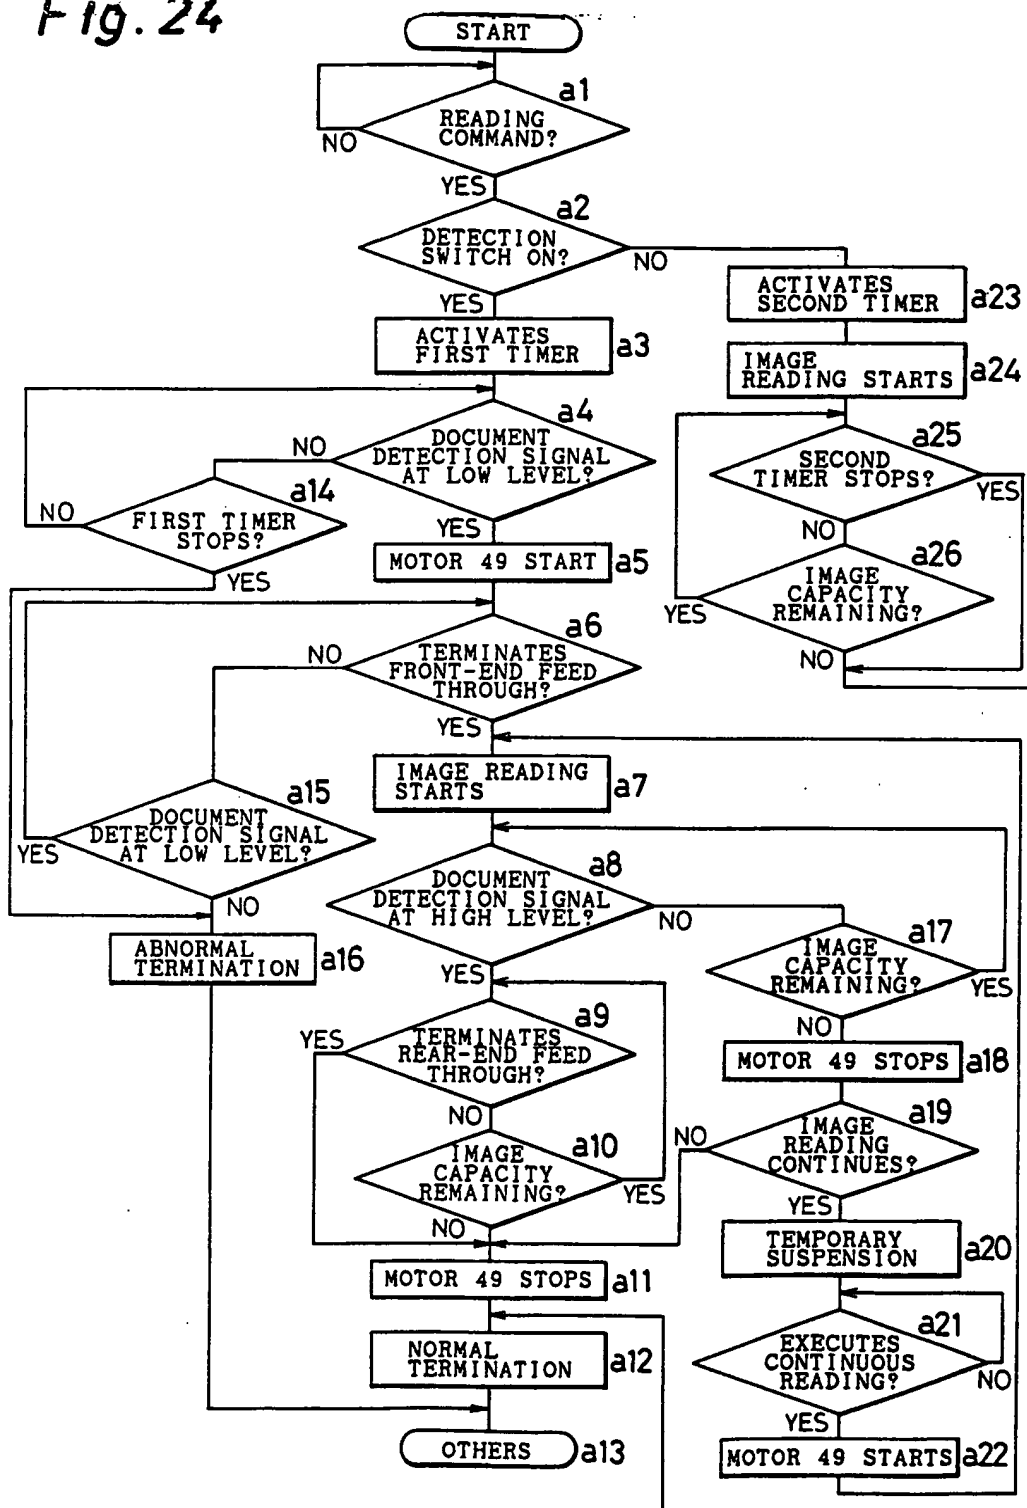 Fig. 24
START
a1
READING
COMMAND?
NO
YES
a2
DETECTION
SWITCH ON?
NO
YES
ACTIVATES
FIRST TIMER
a3
ACTIVATES
SECOND TIMER
a23
IMAGE
READING STARTS
a24
a4
DOCUMENT
DETECTION SIGNAL
AT LOW LEVEL?
NO
YES
a25
SECOND
TIMER STOPS?
YES
NO
a14
FIRST TIMER
STOPS?
NO
YES
MOTOR 49 START
a5
a26
IMAGE
CAPACITY
REMAINING?
YES
NO
a6
TERMINATES
FRONT-END FEED
THROUGH?
NO
YES
IMAGE READING
STARTS
a7
a15
DOCUMENT
DETECTION SIGNAL
AT LOW LEVEL?
YES
NO
a8
DOCUMENT
DETECTION SIGNAL
AT HIGH LEVEL?
NO
YES
ABNORMAL
TERMINATION
a16
a17
IMAGE
CAPACITY
REMAINING?
YES
NO
a9
TERMINATES
REAR-END FEED
THROUGH?
YES
NO
MOTOR 49 STOPS
a18
a10
IMAGE
CAPACITY
REMAINING?
YES
NO
a19
IMAGE
READING
CONTINUES?
NO
YES
MOTOR 49 STOPS
a11
TEMPORARY
SUSPENSION
a20
NORMAL
TERMINATION
a12
a21
EXECUTES
CONTINUOUS
READING?
NO
YES
OTHERS
a13
MOTOR 49 STARTS
a22